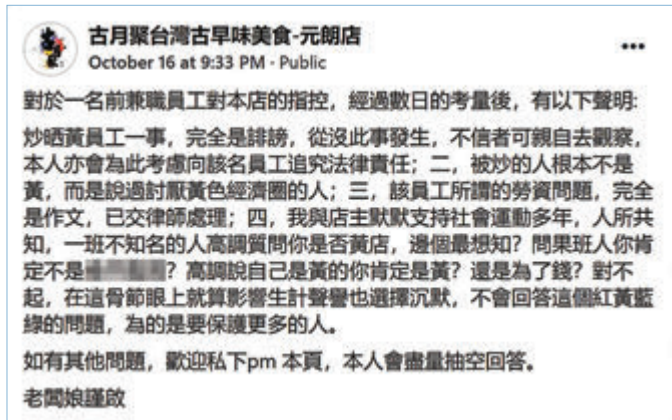 古月聚台灣古早味美食-元朗店
October 16 at 9:33 PM · Public
對於一名前兼職員工對本店的指控，經過數日的考量後，有以下聲明:
炒晒黃員工一事，完全是誹謗，從沒此事發生，不信者可親自去觀察，
本人亦會為此考慮向該名員工追究法律責任；二，被炒的人根本不是
黃，而是說過討厭黃色經濟圈的人；三，該員工所謂的勞資問題，完全
是作文，已交律師處理；四，我與店主默默支持社會運動多年，人所共
知，一班不知名的人高調質問你是否黃店，邊個最想知？問果班人你肯
定不是？高調說自己是黃的你肯定是黃？還是為了錢？對不
起，在這骨節眼上就算影響生計聲譽也選擇沉默，不會回答這個紅黃藍
綠的問題，為的是要保護更多的人。
如有其他問題，歡迎私下pm 本頁，本人會盡量抽空回答。
老闆娘謹啟